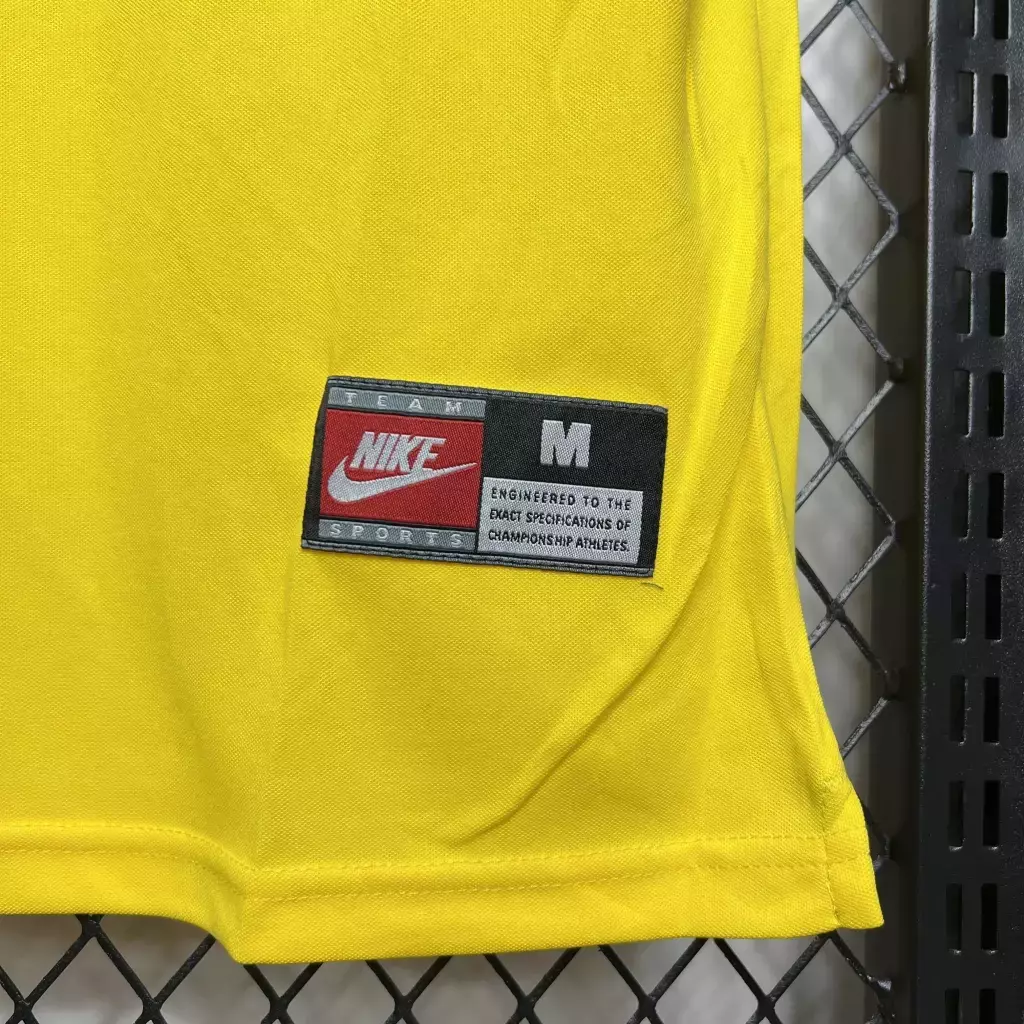 TEAM
NIKE
SPORTS
M
ENGINEERED TO THE
EXACT SPECIFICATIONS OF
CHAMPIONSHIP ATHLETES.